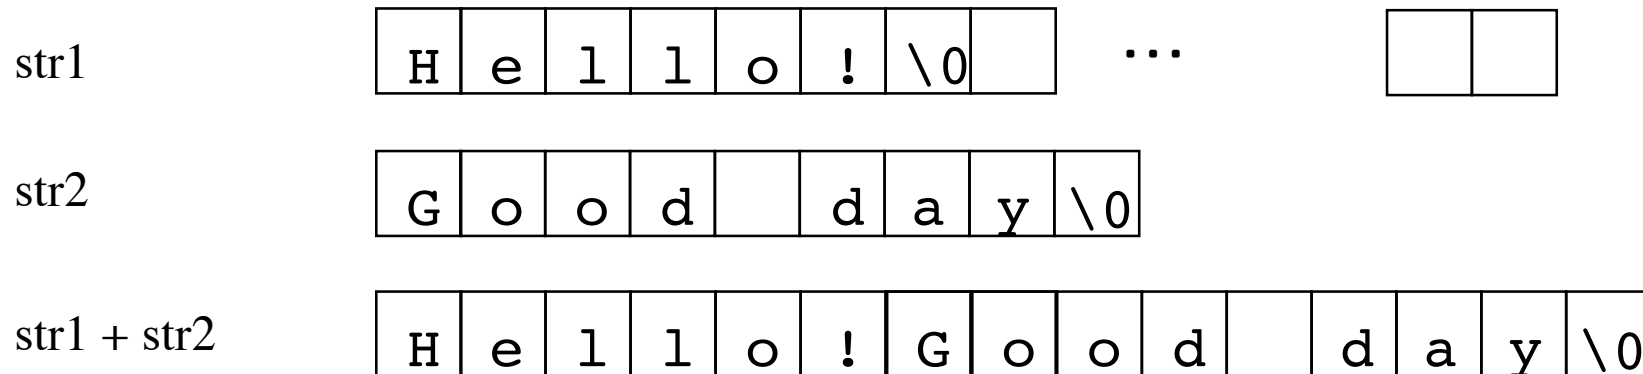 str1 H e l l o ! \0 ...
str2 G o o d d a y \0
str1 + str2 H e l l o ! G o o d d a y \0